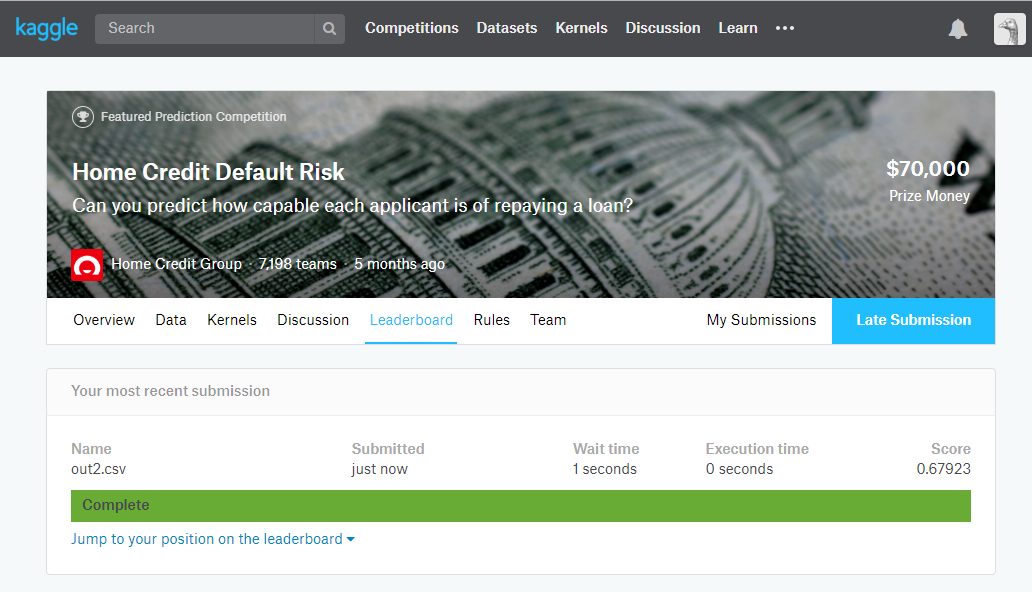 kaggle Search Competitions Datasets Kernels Discussion Learn •••
Featured Prediction Competition
Home Credit Default Risk
$70,000
Can you predict how capable each applicant is of repaying a loan?
Prize Money
Home Credit Group · 7,198 teams · 5 months ago
Overview Data Kernels Discussion Leaderboard Rules Team My Submissions Late Submission
Your most recent submission
Name Submitted Wait time Execution time Score
out2.csv just now 1 seconds 0 seconds 0.67923
Complete
Jump to your position on the leaderboard